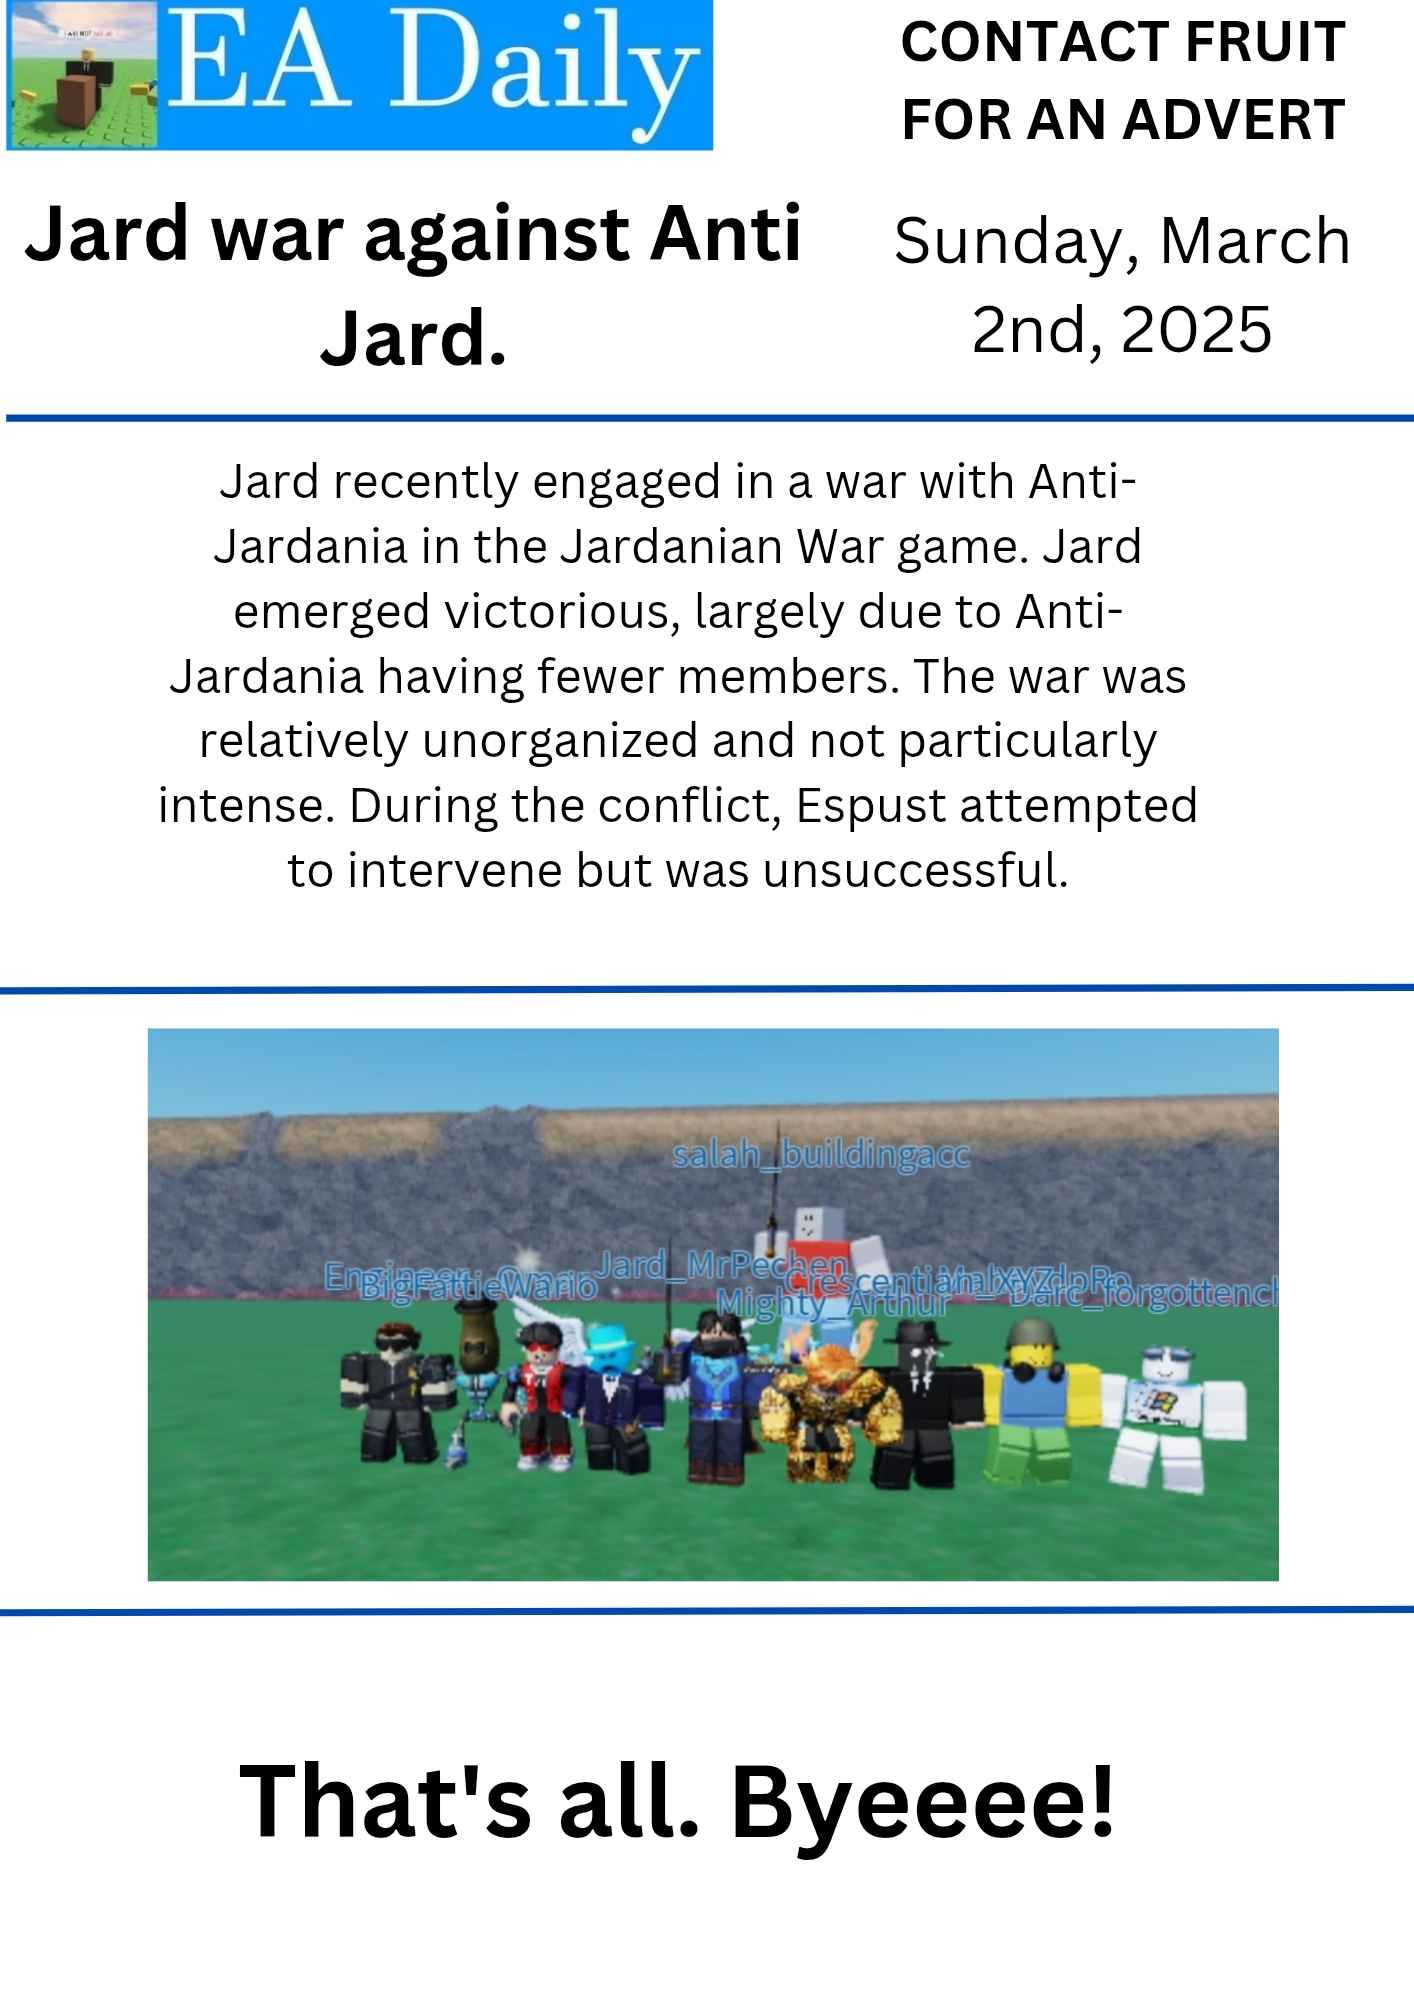 EA Daily
CONTACT FRUIT
FOR AN ADVERT
Jard war against Anti
Jard.
Sunday, March
2nd, 2025
Jard recently engaged in a war with Anti-
Jardania in the Jardanian War game. Jard
emerged victorious, largely due to Anti-
Jardania having fewer members. The war was
relatively unorganized and not particularly
intense. During the conflict, Espust attempted
to intervene but was unsuccessful.
salah_buildingacc
Jard_MrPechen
BigFattieWario
Mighty_Arthur
That's all. Byeeee!